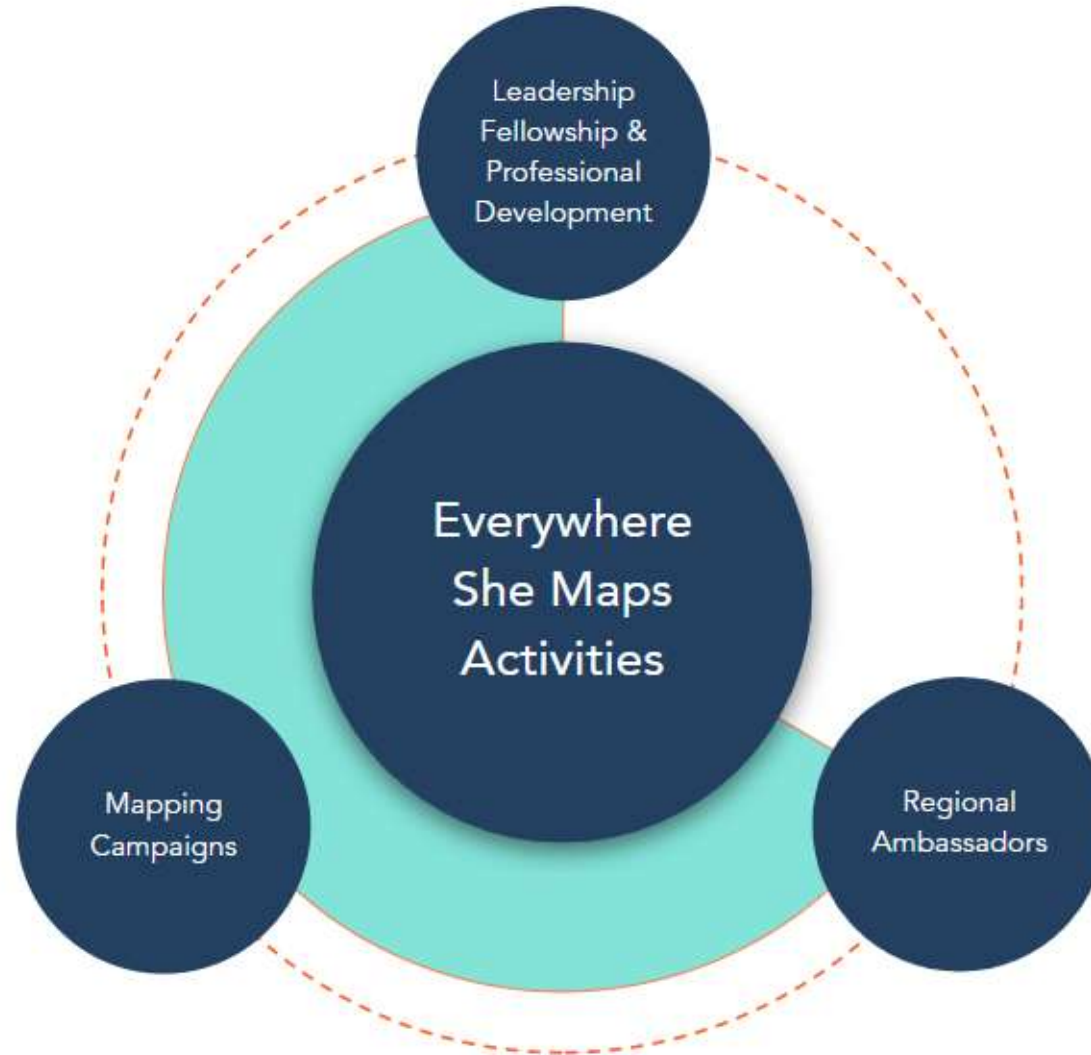 Leadership
Fellowship &
Professional
Development
Everywhere
She Maps
Activities
Mapping
Campaigns
Regional
Ambassadors